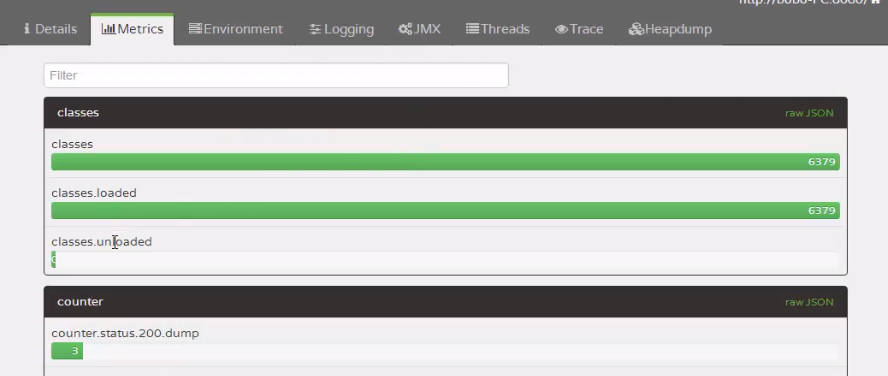 Details Metrics Environment Logging JMX Threads Trace Heapdump
Filter
classes raw JSON
classes
6379
classes.loaded
6379
classes.unloaded
0
counter raw JSON
counter.status.200.dump
3